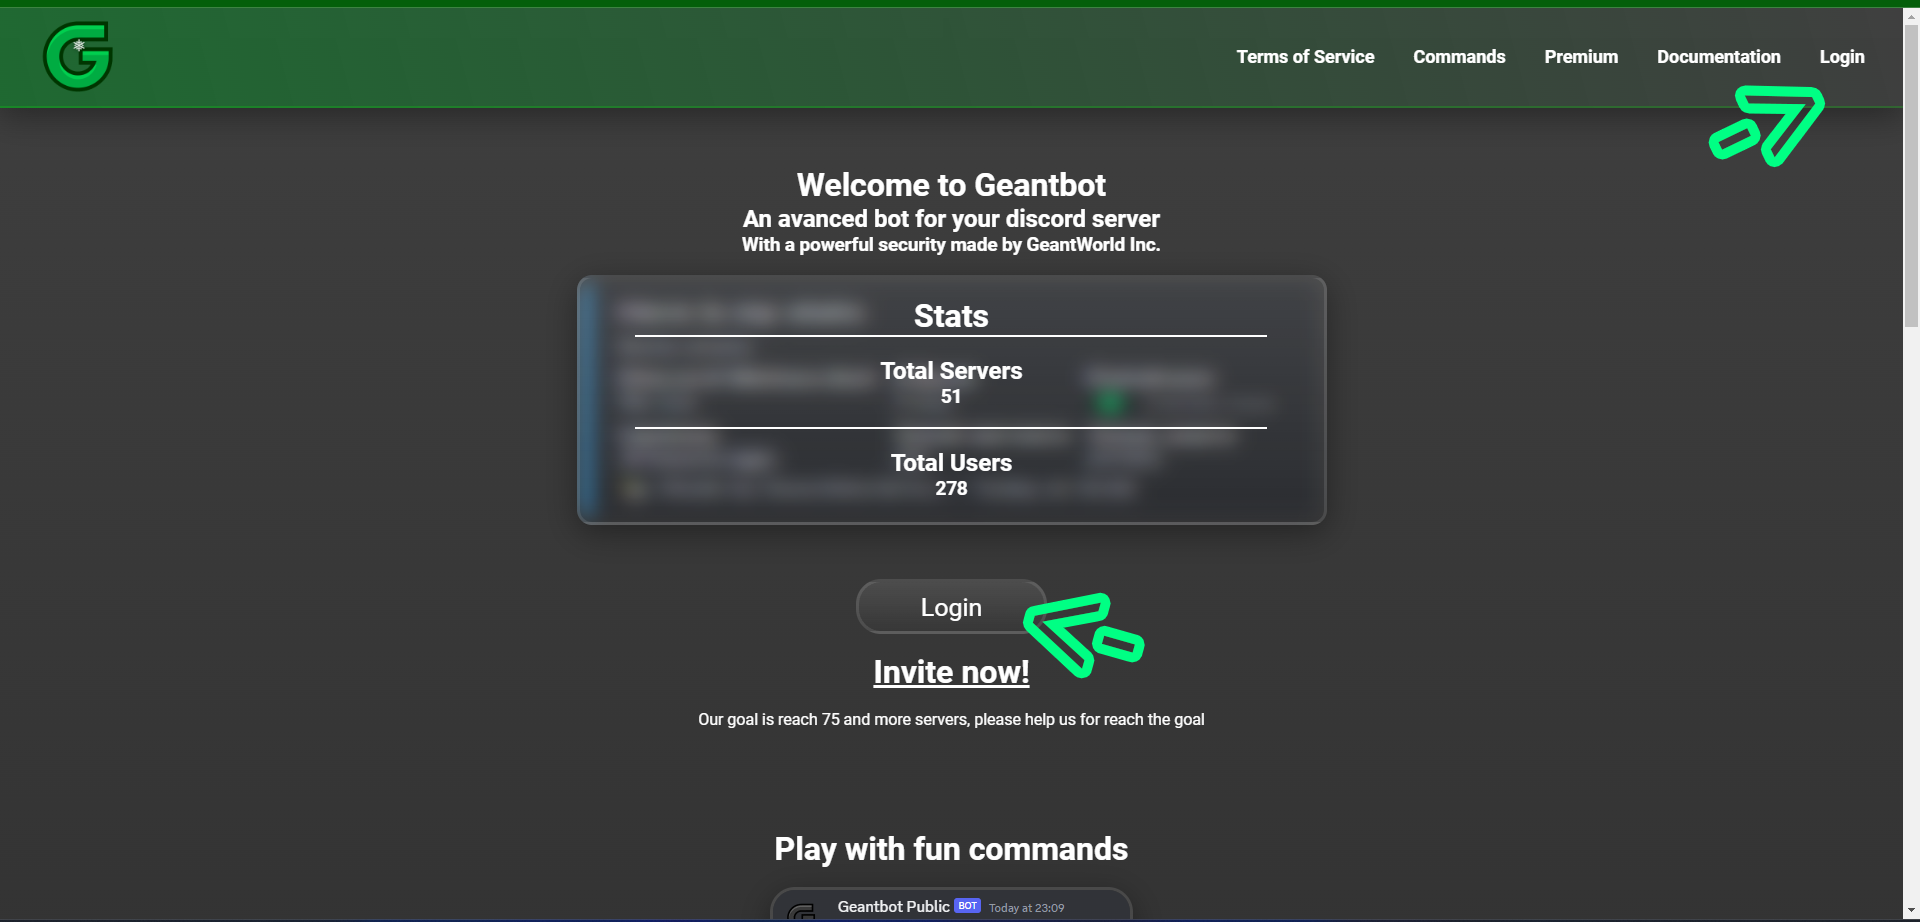 Terms of Service Commands Premium Documentation Login
Welcome to Geantbot
An avanced bot for your discord server
With a powerful security made by GeantWorld Inc.
Stats
Total Servers
51
Total Users
278
Login
Invite now!
Our goal is reach 75 and more servers, please help us for reach the goal
Play with fun commands
Geantbot Public BOT Today at 23:09